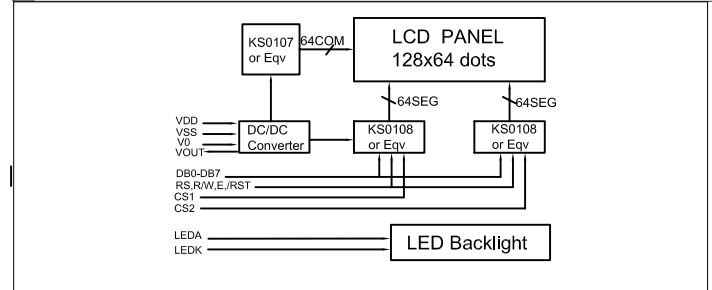 KS0107
or Eqv
64COM
LCD PANEL
128x64 dots
64SEG
64SEG
VDD
VSS
V0
VOUT
DC/DC
Converter
KS0108
or Eqv
KS0108
or Eqv
DB0-DB7
RS,R/W,E,/RST
CS1
CS2
LEDA
LEDK
LED Backlight